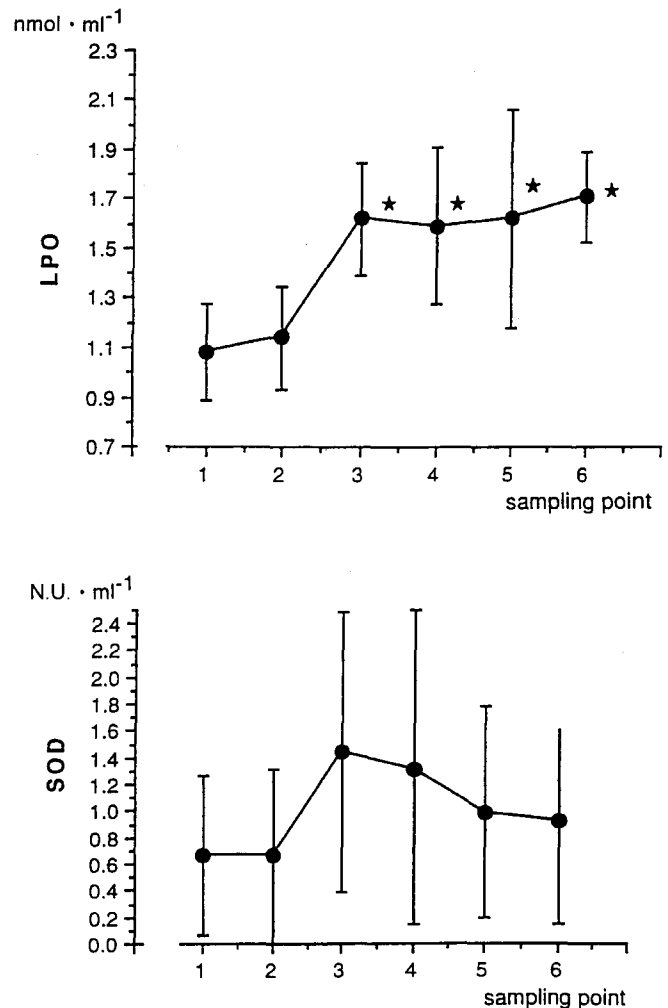 nmol · ml⁻¹
LPO
2.3
2.1
1.9
1.7
1.5
1.3
1.1
0.9
0.7
★ ★ ★ ★
1 2 3 4 5 6
sampling point
N.U. · ml⁻¹
SOD
2.4
2.2
2.0
1.8
1.6
1.4
1.2
1.0
0.8
0.6
0.4
0.2
0.0
1 2 3 4 5 6
sampling point